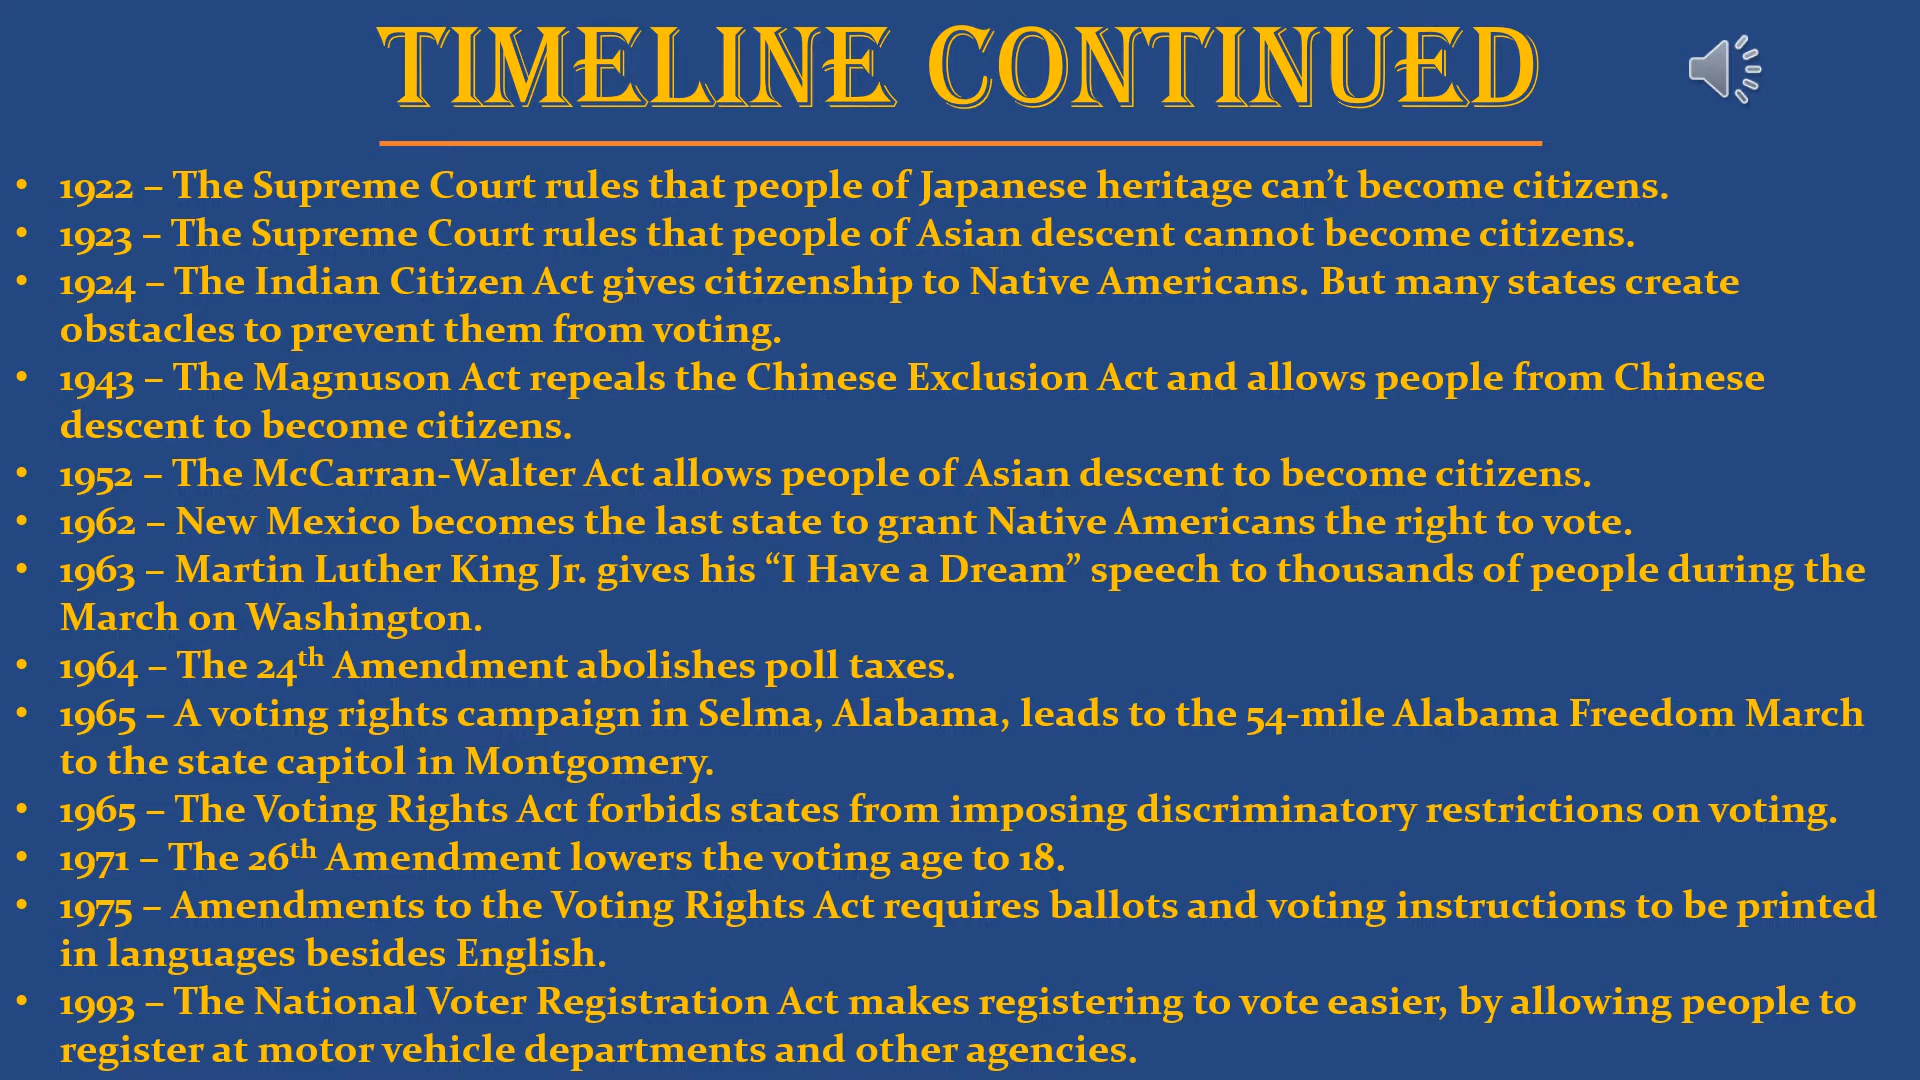 TIMELINE CONTINUED
• 1922 – The Supreme Court rules that people of Japanese heritage can’t become citizens.
• 1923 – The Supreme Court rules that people of Asian descent cannot become citizens.
• 1924 – The Indian Citizen Act gives citizenship to Native Americans. But many states create
obstacles to prevent them from voting.
• 1943 – The Magnuson Act repeals the Chinese Exclusion Act and allows people from Chinese
descent to become citizens.
• 1952 – The McCarran-Walter Act allows people of Asian descent to become citizens.
• 1962 – New Mexico becomes the last state to grant Native Americans the right to vote.
• 1963 – Martin Luther King Jr. gives his “I Have a Dream” speech to thousands of people during the
March on Washington.
• 1964 – The 24th Amendment abolishes poll taxes.
• 1965 – A voting rights campaign in Selma, Alabama, leads to the 54-mile Alabama Freedom March
to the state capitol in Montgomery.
• 1965 – The Voting Rights Act forbids states from imposing discriminatory restrictions on voting.
• 1971 – The 26th Amendment lowers the voting age to 18.
• 1975 – Amendments to the Voting Rights Act requires ballots and voting instructions to be printed
in languages besides English.
• 1993 – The National Voter Registration Act makes registering to vote easier, by allowing people to
register at motor vehicle departments and other agencies.